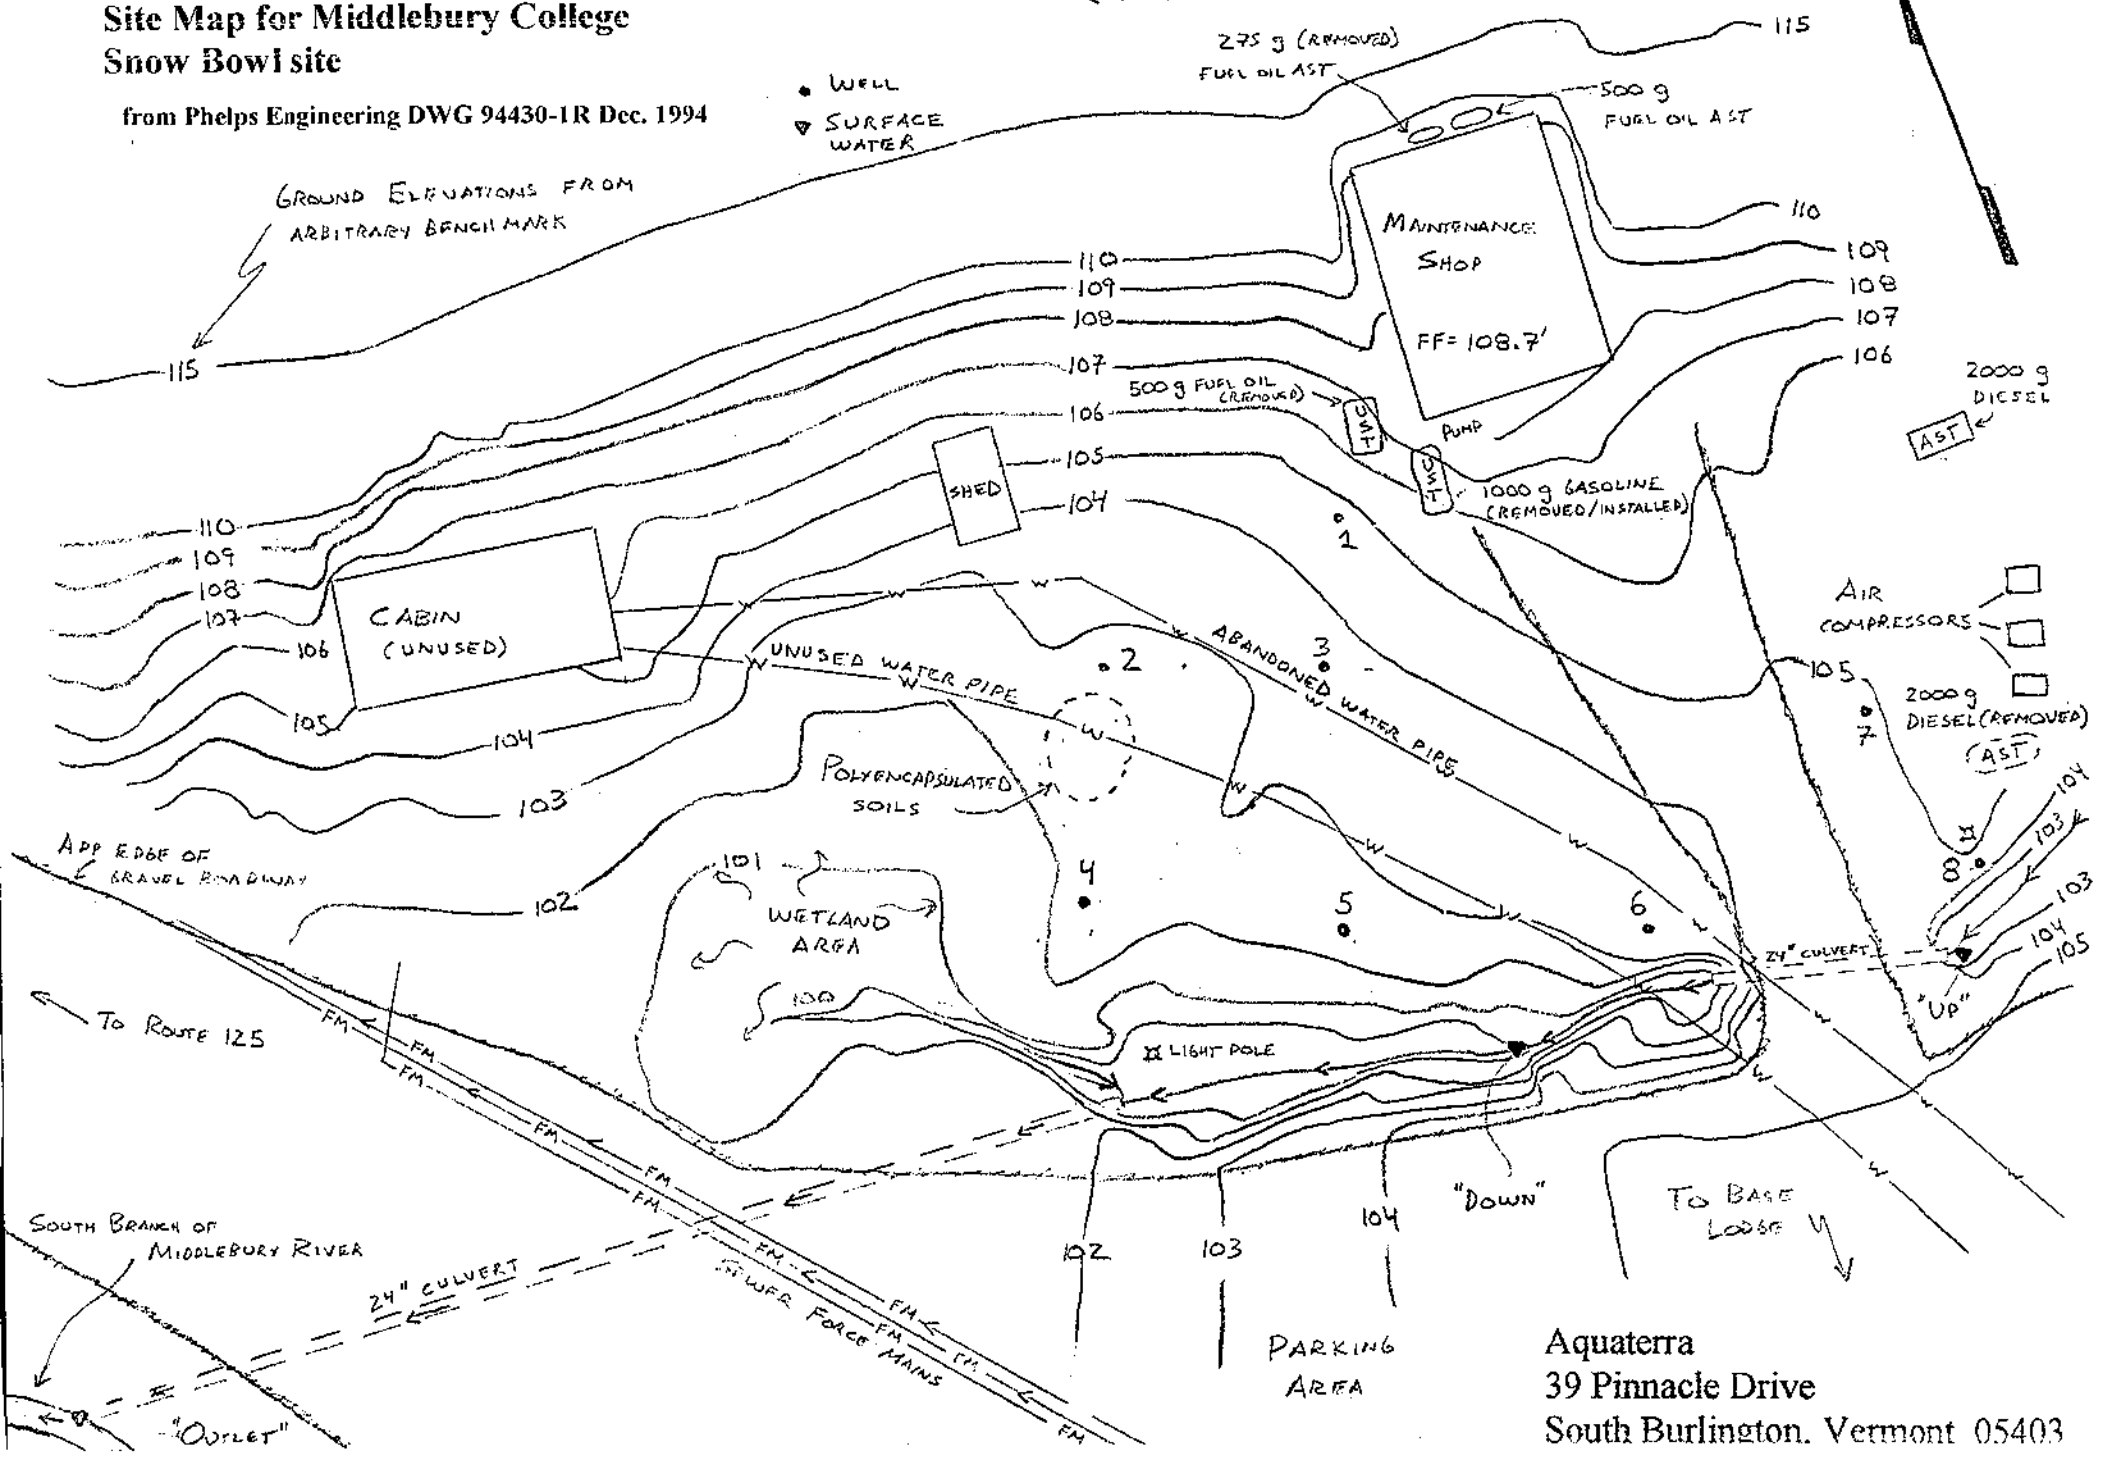 Site Map for Middlebury College
Snow Bowl site
from Phelps Engineering DWG 94430-1R Dec. 1994
WELL
SURFACE
WATER
275 g (REMOVED)
FUEL OIL AST
500 g
FUEL OIL AST
115
GROUND ELEVATIONS FROM
ARBITRARY BENCHMARK
115
MAINTENANCE
SHOP
FF= 108.7'
110
109
108
107
106
110
109
108
107
106
105
104
500 g FUEL OIL
(REMOVED)
UST
PUMP
UST
1000 g GASOLINE
(REMOVED/INSTALLED)
2000 g
DIESEL
AST
SHED
110
109
108
107
106
105
104
103
102
101
100
CABIN
(UNUSED)
1
2
3
4
5
6
7
8
AIR
COMPRESSORS
105
2000 g
DIESEL (REMOVED)
(AST)
104
103
103
104
105
W
W
W
W
ABANDONED WATER PIPE
W
W
W
W
W
W
W
UNUSED WATER PIPE
W
W
W
W
W
W
W
W
POLYENCAPSULATED
SOILS
APP EDGE OF
GRAVEL ROADWAY
WETLAND
AREA
24" CULVERT
"UP"
TO ROUTE 125
LIGHT POLE
FM
FM
FM
FM
FM
FM
FM
FM
FM
FM
FM
SEWER FORCE MAINS
"DOWN"
TO BASE
LODGE
102
103
104
SOUTH BRANCH OF
MIDDLEBURY RIVER
24" CULVERT
"OUTLET"
PARKING
AREA
Aquaterra
39 Pinnacle Drive
South Burlington, Vermont 05403